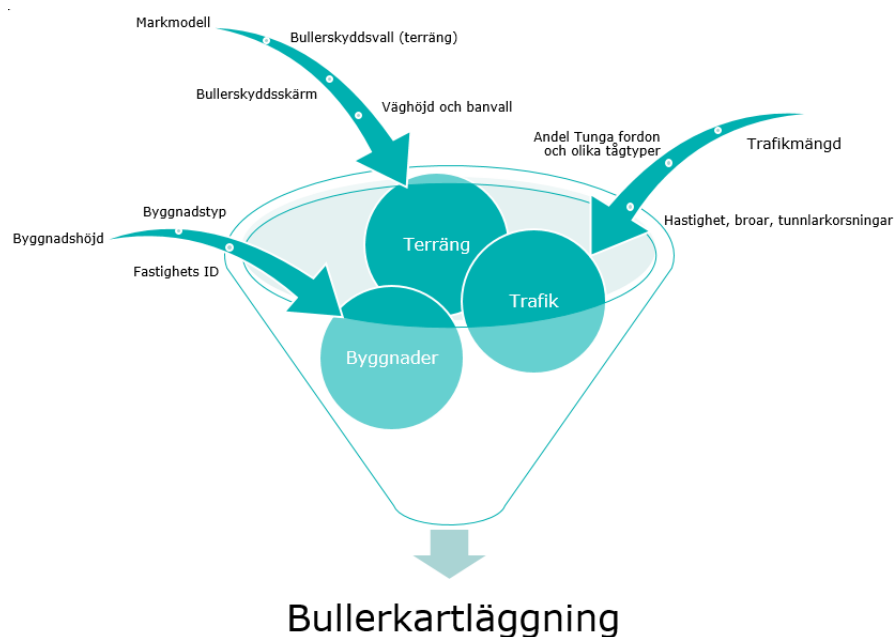 Markmodell
Bullerskyddsvall (terräng)
Bullerskyddsskärm
Väghöjd och banvall
Andel Tunga fordon
och olika tågtyper
Trafikmängd
Hastighet, broar, tunnlarkorsningar
Byggnadstyp
Byggnadshöjd
Fastighets ID
Terräng
Trafik
Byggnader
Bullerkartläggning